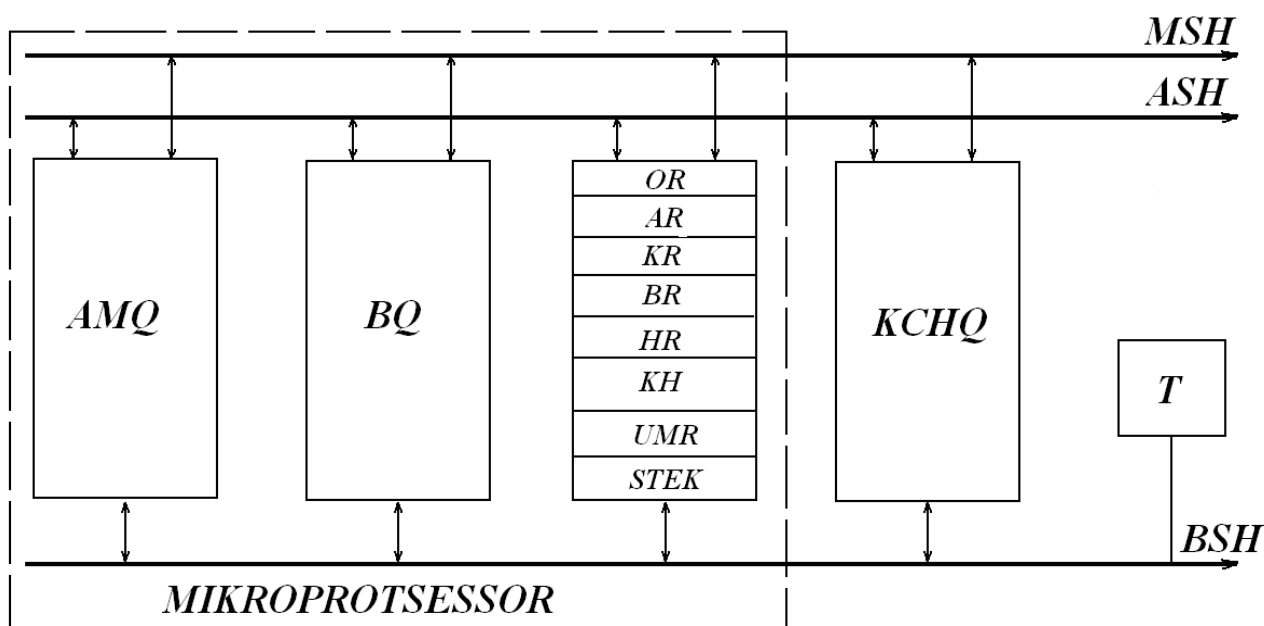 MSH
ASH
AMQ
BQ
OR
AR
KR
BR
HR
KH
UMR
STEK
KCHQ
T
BSH
MIKROPROTSESSOR